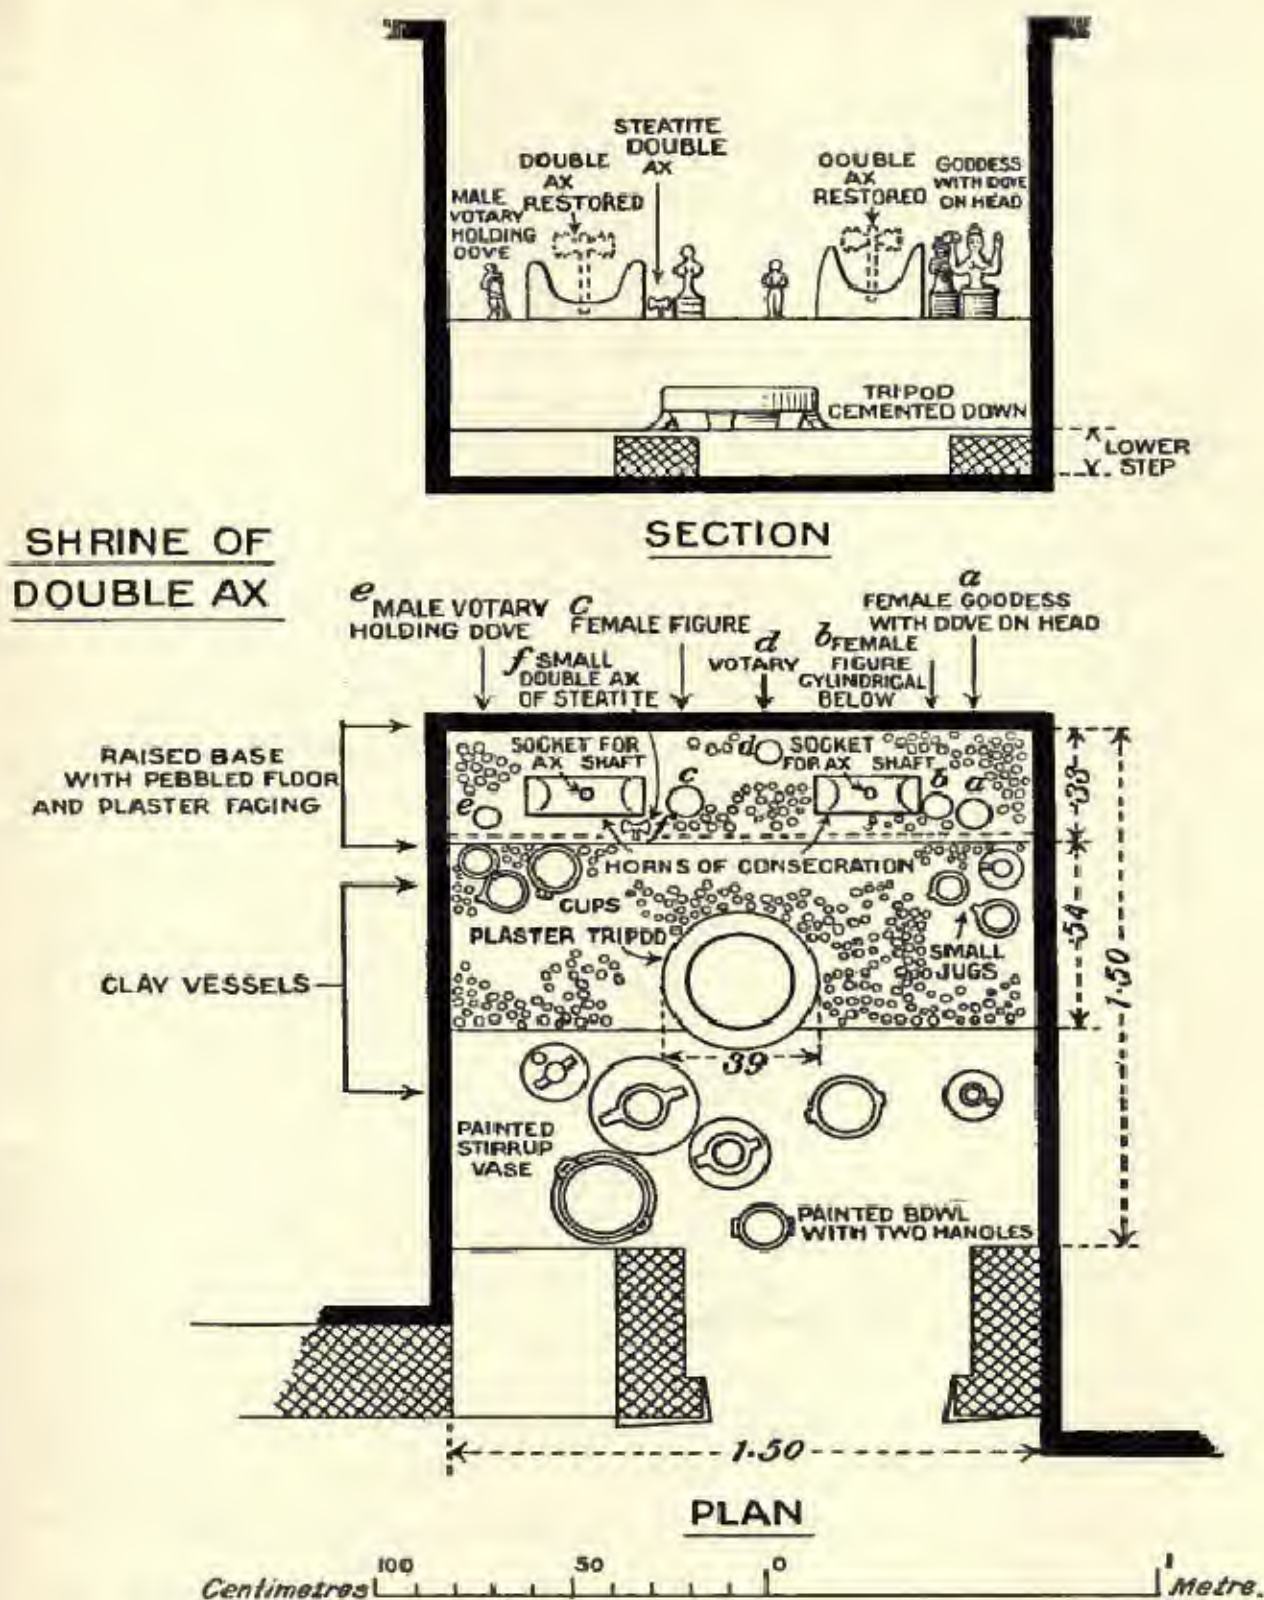 STEATITE
DOUBLE
AX
DOUBLE
AX
RESTORED
DOUBLE
AX
RESTORED
GODDESS
WITH DOVE
ON HEAD
MALE
VOTARY
HOLDING
DOVE
TRIPOD
CEMENTED DOWN
LOWER
STEP
SECTION
SHRINE OF
DOUBLE AX
e MALE VOTARY
HOLDING DOVE
c
FEMALE FIGURE
a
FEMALE GODDESS
WITH DOVE ON HEAD
f SMALL
DOUBLE AX
OF STEATITE
d
VOTARY
b FEMALE
FIGURE
CYLINDRICAL
BELOW
RAISED BASE
WITH PEBBLED FLOOR
AND PLASTER FACING
SOCKET FOR
AX SHAFT
d
SOCKET
FOR AX SHAFT
e
c
b
a
.33
HORNS OF CONSECRATION
CUPS
PLASTER TRIPOD
SMALL
JUGS
.54
1.50
CLAY VESSELS
.39
PAINTED
STIRRUP
VASE
PAINTED BOWL
WITH TWO HANDLES
1.50
PLAN
Centimetres 100 50 0 1 Metre.